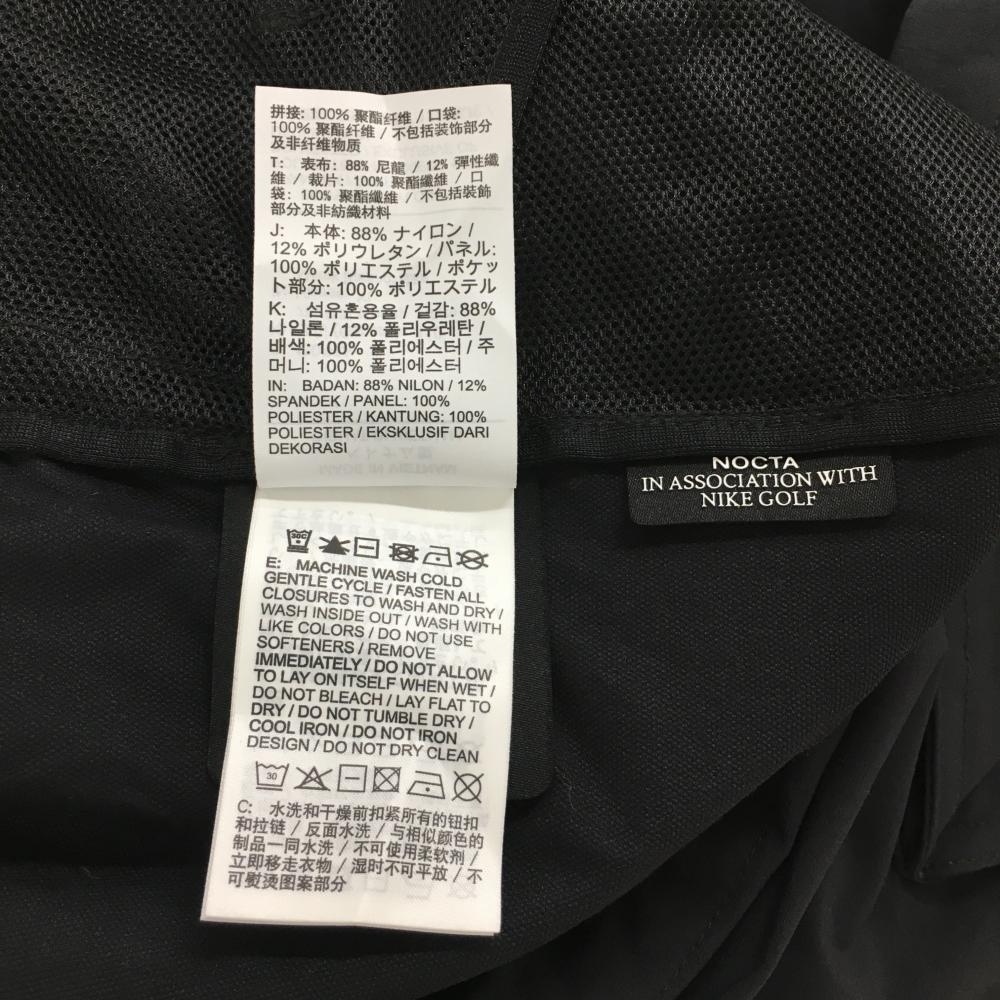 拼接: 100% 聚酯纤维 / 口袋:
100% 聚酯纤维 / 不包括装饰部分
及非纤维物质
T: 表布: 88% 尼龍 / 12% 彈性纖
維 / 裁片: 100% 聚酯纖維 / 口
袋: 100% 聚酯纖維 / 不包括裝飾
部分及非紡織材料
J: 本体: 88% ナイロン /
12% ポリウレタン / パネル:
100% ポリエステル / ポケッ
ト部分: 100% ポリエステル
K: 섬유혼용율 / 겉감: 88%
나일론 / 12% 폴리우레탄 /
배색: 100% 폴리에스터 / 주
머니: 100% 폴리에스터
IN: BADAN: 88% NILON / 12%
SPANDEK / PANEL: 100%
POLIESTER / KANTUNG: 100%
POLIESTER / EKSKLUSIF DARI
DEKORASI
NOCTA
IN ASSOCIATION WITH
NIKE GOLF
30C
E: MACHINE WASH COLD
GENTLE CYCLE / FASTEN ALL
CLOSURES TO WASH AND DRY /
WASH INSIDE OUT / WASH WITH
LIKE COLORS / DO NOT USE
SOFTENERS / REMOVE
IMMEDIATELY / DO NOT ALLOW
TO LAY ON ITSELF WHEN WET /
DO NOT BLEACH / LAY FLAT TO
DRY / DO NOT TUMBLE DRY /
COOL IRON / DO NOT IRON
DESIGN / DO NOT DRY CLEAN
30
C: 水洗和干燥前扣紧所有的钮扣
和拉链 / 反面水洗 / 与相似颜色的
制品一同水洗 / 不可使用柔软剂 /
立即移走衣物 / 湿时不可平放 / 不
可熨烫图案部分